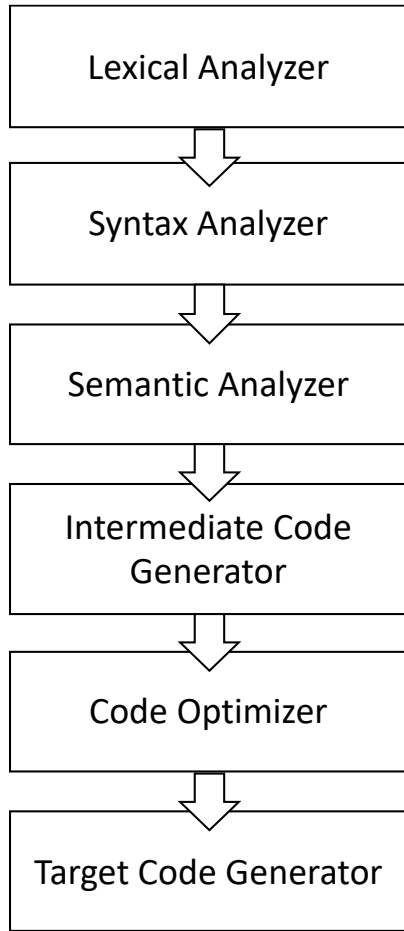 Lexical Analyzer
Syntax Analyzer
Semantic Analyzer
Intermediate Code
Generator
Code Optimizer
Target Code Generator